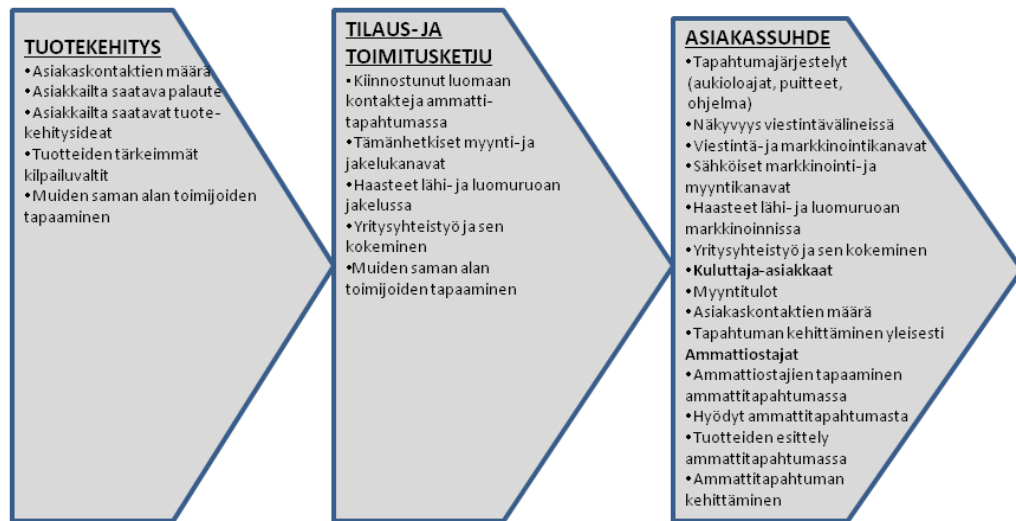 TUOTEKEHITYS
•Asiakaskontaktien määrä
•Asiakkailta saatava palaute
•Asiakkailta saatavat tuote-
kehitysideat
•Tuotteiden tärkeimmät
kilpailuvaltit
•Muiden saman alan toimijoiden
tapaaminen
TILAUS- JA
TOIMITUSKETJU
•Kiinnostunut luomaan
kontakteja ammatti-
tapahtumassa
•Tämänhetkiset myynti- ja
jakelukanavat
•Haasteet lähi- ja luomuruoan
jakelussa
•Yritysyhteistyö ja sen
kokeminen
•Muiden saman alan
toimijoiden tapaaminen
ASIAKASSUHDE
•Tapahtumajärjestelyt
(aukioloajat, puitteet,
ohjelma)
•Näkyvyys viestintävälineissä
•Viestintä- ja markkinointikanavat
•Sähköiset markkinointi- ja
myyntikanavat
•Haasteet lähi- ja luomuruoan
markkinoinnissa
•Yritysyhteistyö ja sen kokeminen
•Kuluttaja-asiakkaat
•Myyntitulot
•Asiakaskontaktien määrä
•Tapahtuman kehittäminen yleisesti
Ammattiostajat
•Ammattiostajien tapaaminen
ammattitapahtumassa
•Hyödyt ammattitapahtumasta
•Tuotteiden esittely
ammattitapahtumassa
•Ammattitapahtuman
kehittäminen